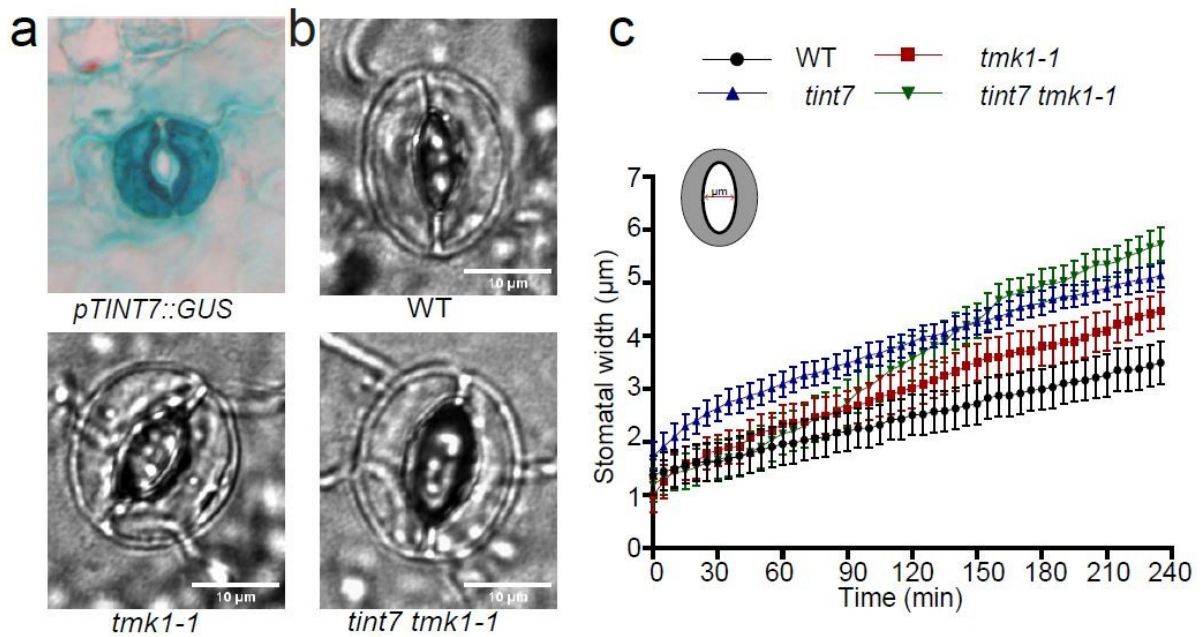 a
pTINT7::GUS
b
10 µm
WT
10 µm
tmk1-1
10 µm
tint7 tmk1-1
c
WT
tmk1-1
tint7
tint7 tmk1-1
µm
Stomatal width (µm)
7
6
5
4
3
2
1
0
0 30 60 90 120 150 180 210 240
Time (min)